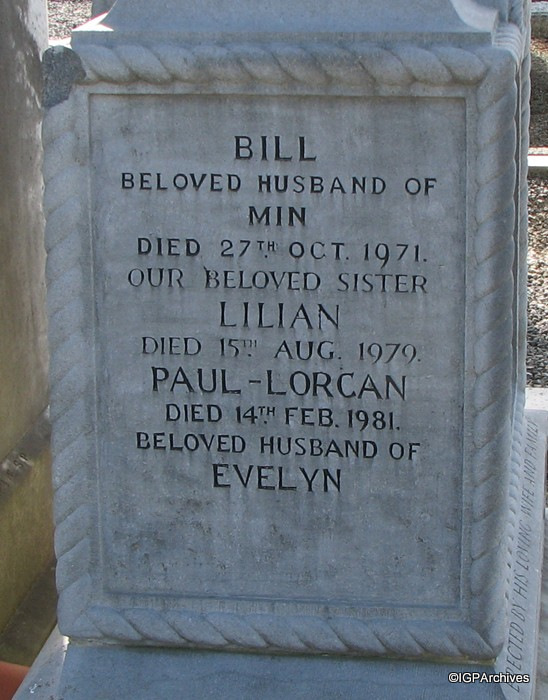 BILL
BELOVED HUSBAND OF
MIN
DIED 27TH OCT. 1971.
OUR BELOVED SISTER
LILIAN
DIED 15TH AUG. 1979.
PAUL-LORCAN
DIED 14TH FEB. 1981.
BELOVED HUSBAND OF
EVELYN
ERECTED BY HIS LOVING WIFE AND FAMILY
©IGPArchives